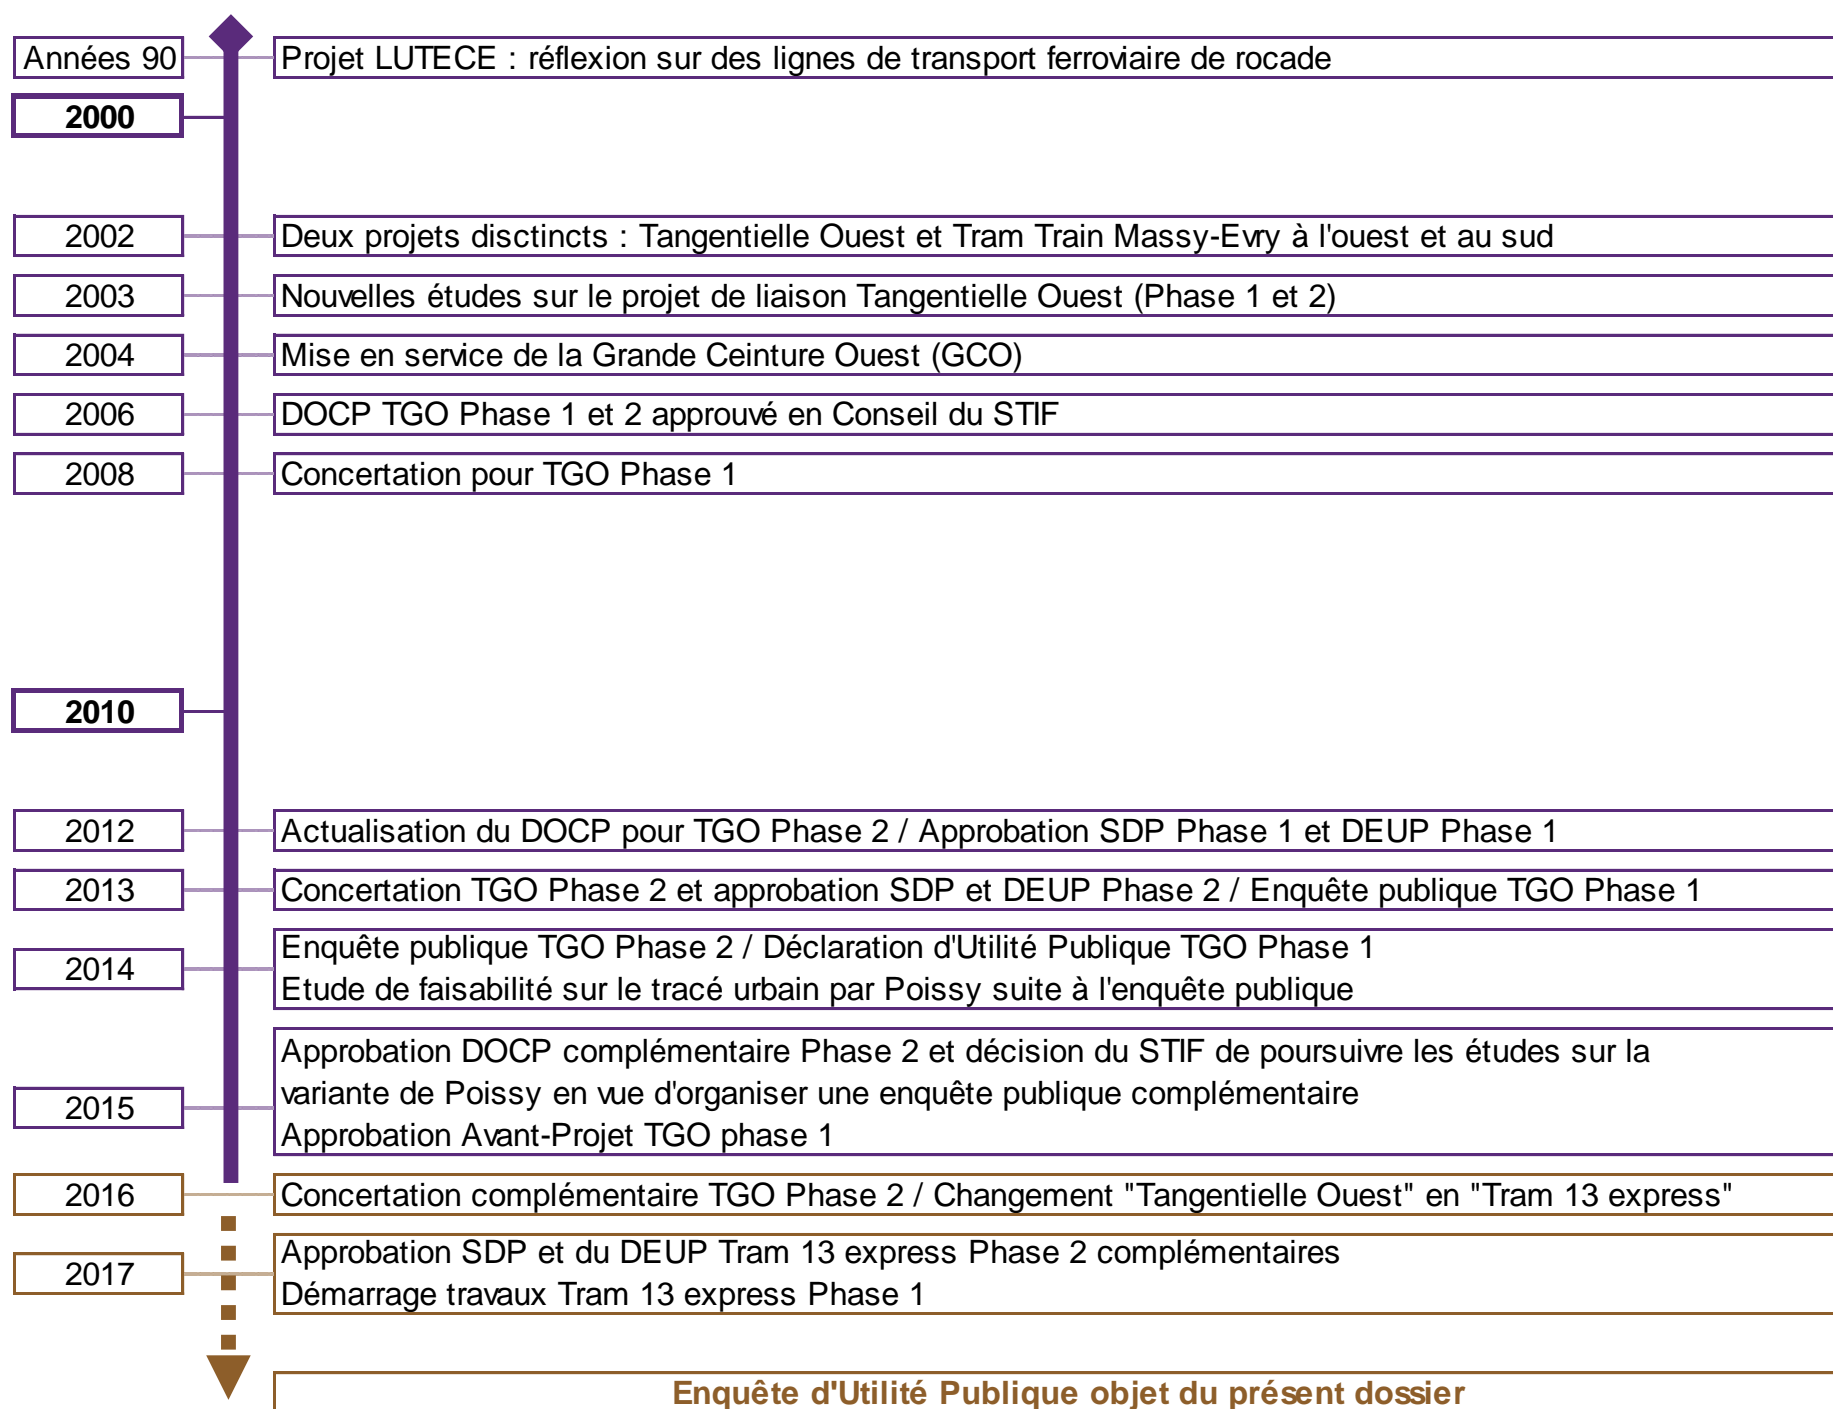 Années 90
Projet LUTECE : réflexion sur des lignes de transport ferroviaire de rocade
2000
2002
Deux projets disctincts : Tangentielle Ouest et Tram Train Massy-Evry à l'ouest et au sud
2003
Nouvelles études sur le projet de liaison Tangentielle Ouest (Phase 1 et 2)
2004
Mise en service de la Grande Ceinture Ouest (GCO)
2006
DOCP TGO Phase 1 et 2 approuvé en Conseil du STIF
2008
Concertation pour TGO Phase 1
2010
2012
Actualisation du DOCP pour TGO Phase 2 / Approbation SDP Phase 1 et DEUP Phase 1
2013
Concertation TGO Phase 2 et approbation SDP et DEUP Phase 2 / Enquête publique TGO Phase 1
2014
Enquête publique TGO Phase 2 / Déclaration d'Utilité Publique TGO Phase 1
Etude de faisabilité sur le tracé urbain par Poissy suite à l'enquête publique
2015
Approbation DOCP complémentaire Phase 2 et décision du STIF de poursuivre les études sur la
variante de Poissy en vue d'organiser une enquête publique complémentaire
Approbation Avant-Projet TGO phase 1
2016
Concertation complémentaire TGO Phase 2 / Changement "Tangentielle Ouest" en "Tram 13 express"
2017
Approbation SDP et du DEUP Tram 13 express Phase 2 complémentaires
Démarrage travaux Tram 13 express Phase 1
Enquête d'Utilité Publique objet du présent dossier